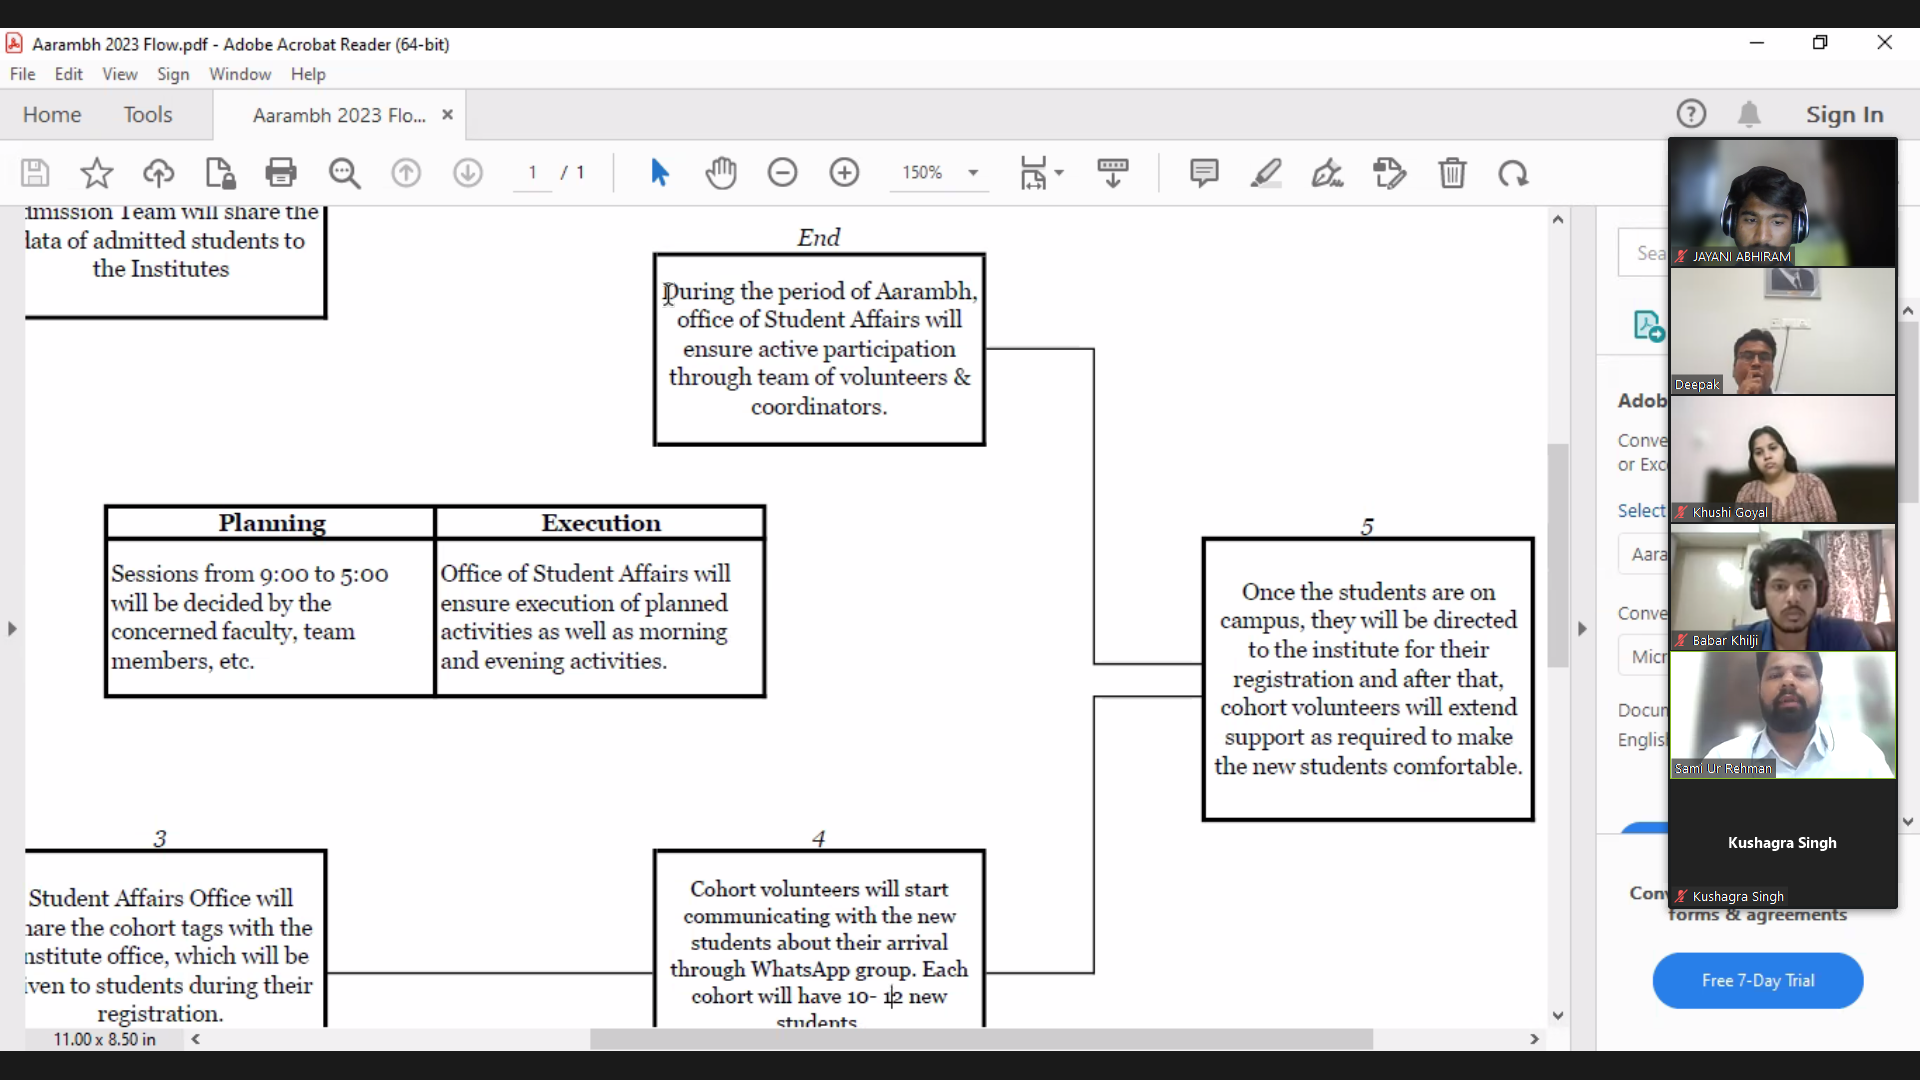 Aarambh 2023 Flow.pdf - Adobe Acrobat Reader (64-bit)
File Edit View Sign Window Help
Home Tools Aarambh 2023 Flo... Sign In
1 / 1 150%
Team will share the
data of admitted students to
the Institutes
End
During the period of Aarambh,
office of Student Affairs will
ensure active participation
through team of volunteers &
coordinators.
Planning Execution
Sessions from 9:00 to 5:00
will be decided by the
concerned faculty, team
members, etc.
Office of Student Affairs will
ensure execution of planned
activities as well as morning
and evening activities.
5
Once the students are on
campus, they will be directed
to the institute for their
registration and after that,
cohort volunteers will extend
support as required to make
the new students comfortable.
3
Student Affairs Office will
the cohort tags with the
office, which will be
to students during their
registration.
4
Cohort volunteers will start
communicating with the new
students about their arrival
through WhatsApp group. Each
cohort will have 10- 12 new
students
11.00 x 8.50 in
Sea
Adob
Conve
or Exc
Select
Aara
Conve
Micr
Docun
English
Conv
forms & agreements
Free 7-Day Trial
JAYANI ABHIRAM
Deepak
Khushi Goyal
Babar Khilji
Sami Ur Rehman
Kushagra Singh
Kushagra Singh